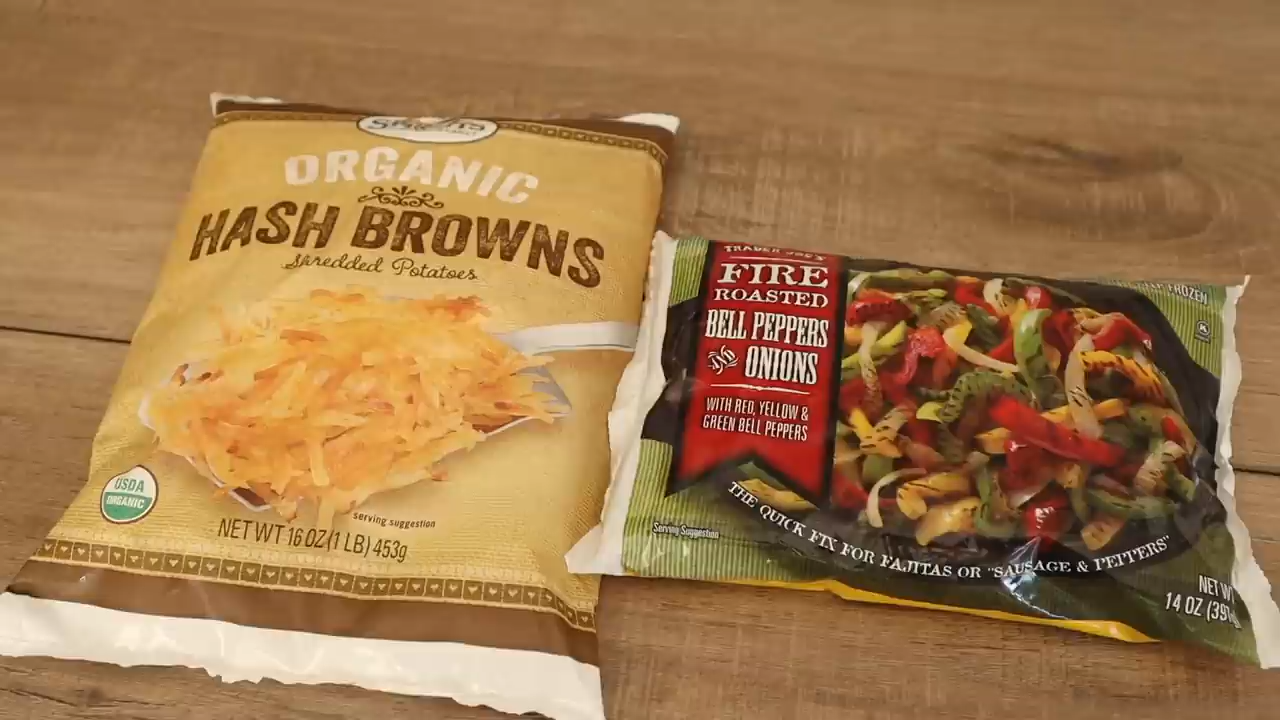 ORGANIC
HASH BROWNS
Shredded Potatoes
USDA
ORGANIC
serving suggestion
NET WT 16 OZ (1 LB) 453g
TRADER JOE'S
FIRE
ROASTED
BELL PEPPERS
AND ONIONS
WITH RED, YELLOW &
GREEN BELL PEPPERS
FROZEN
K
Serving Suggestion
THE QUICK FIX FOR FAJITAS OR "SAUSAGE & PEPPERS"
NET W
14 OZ (39